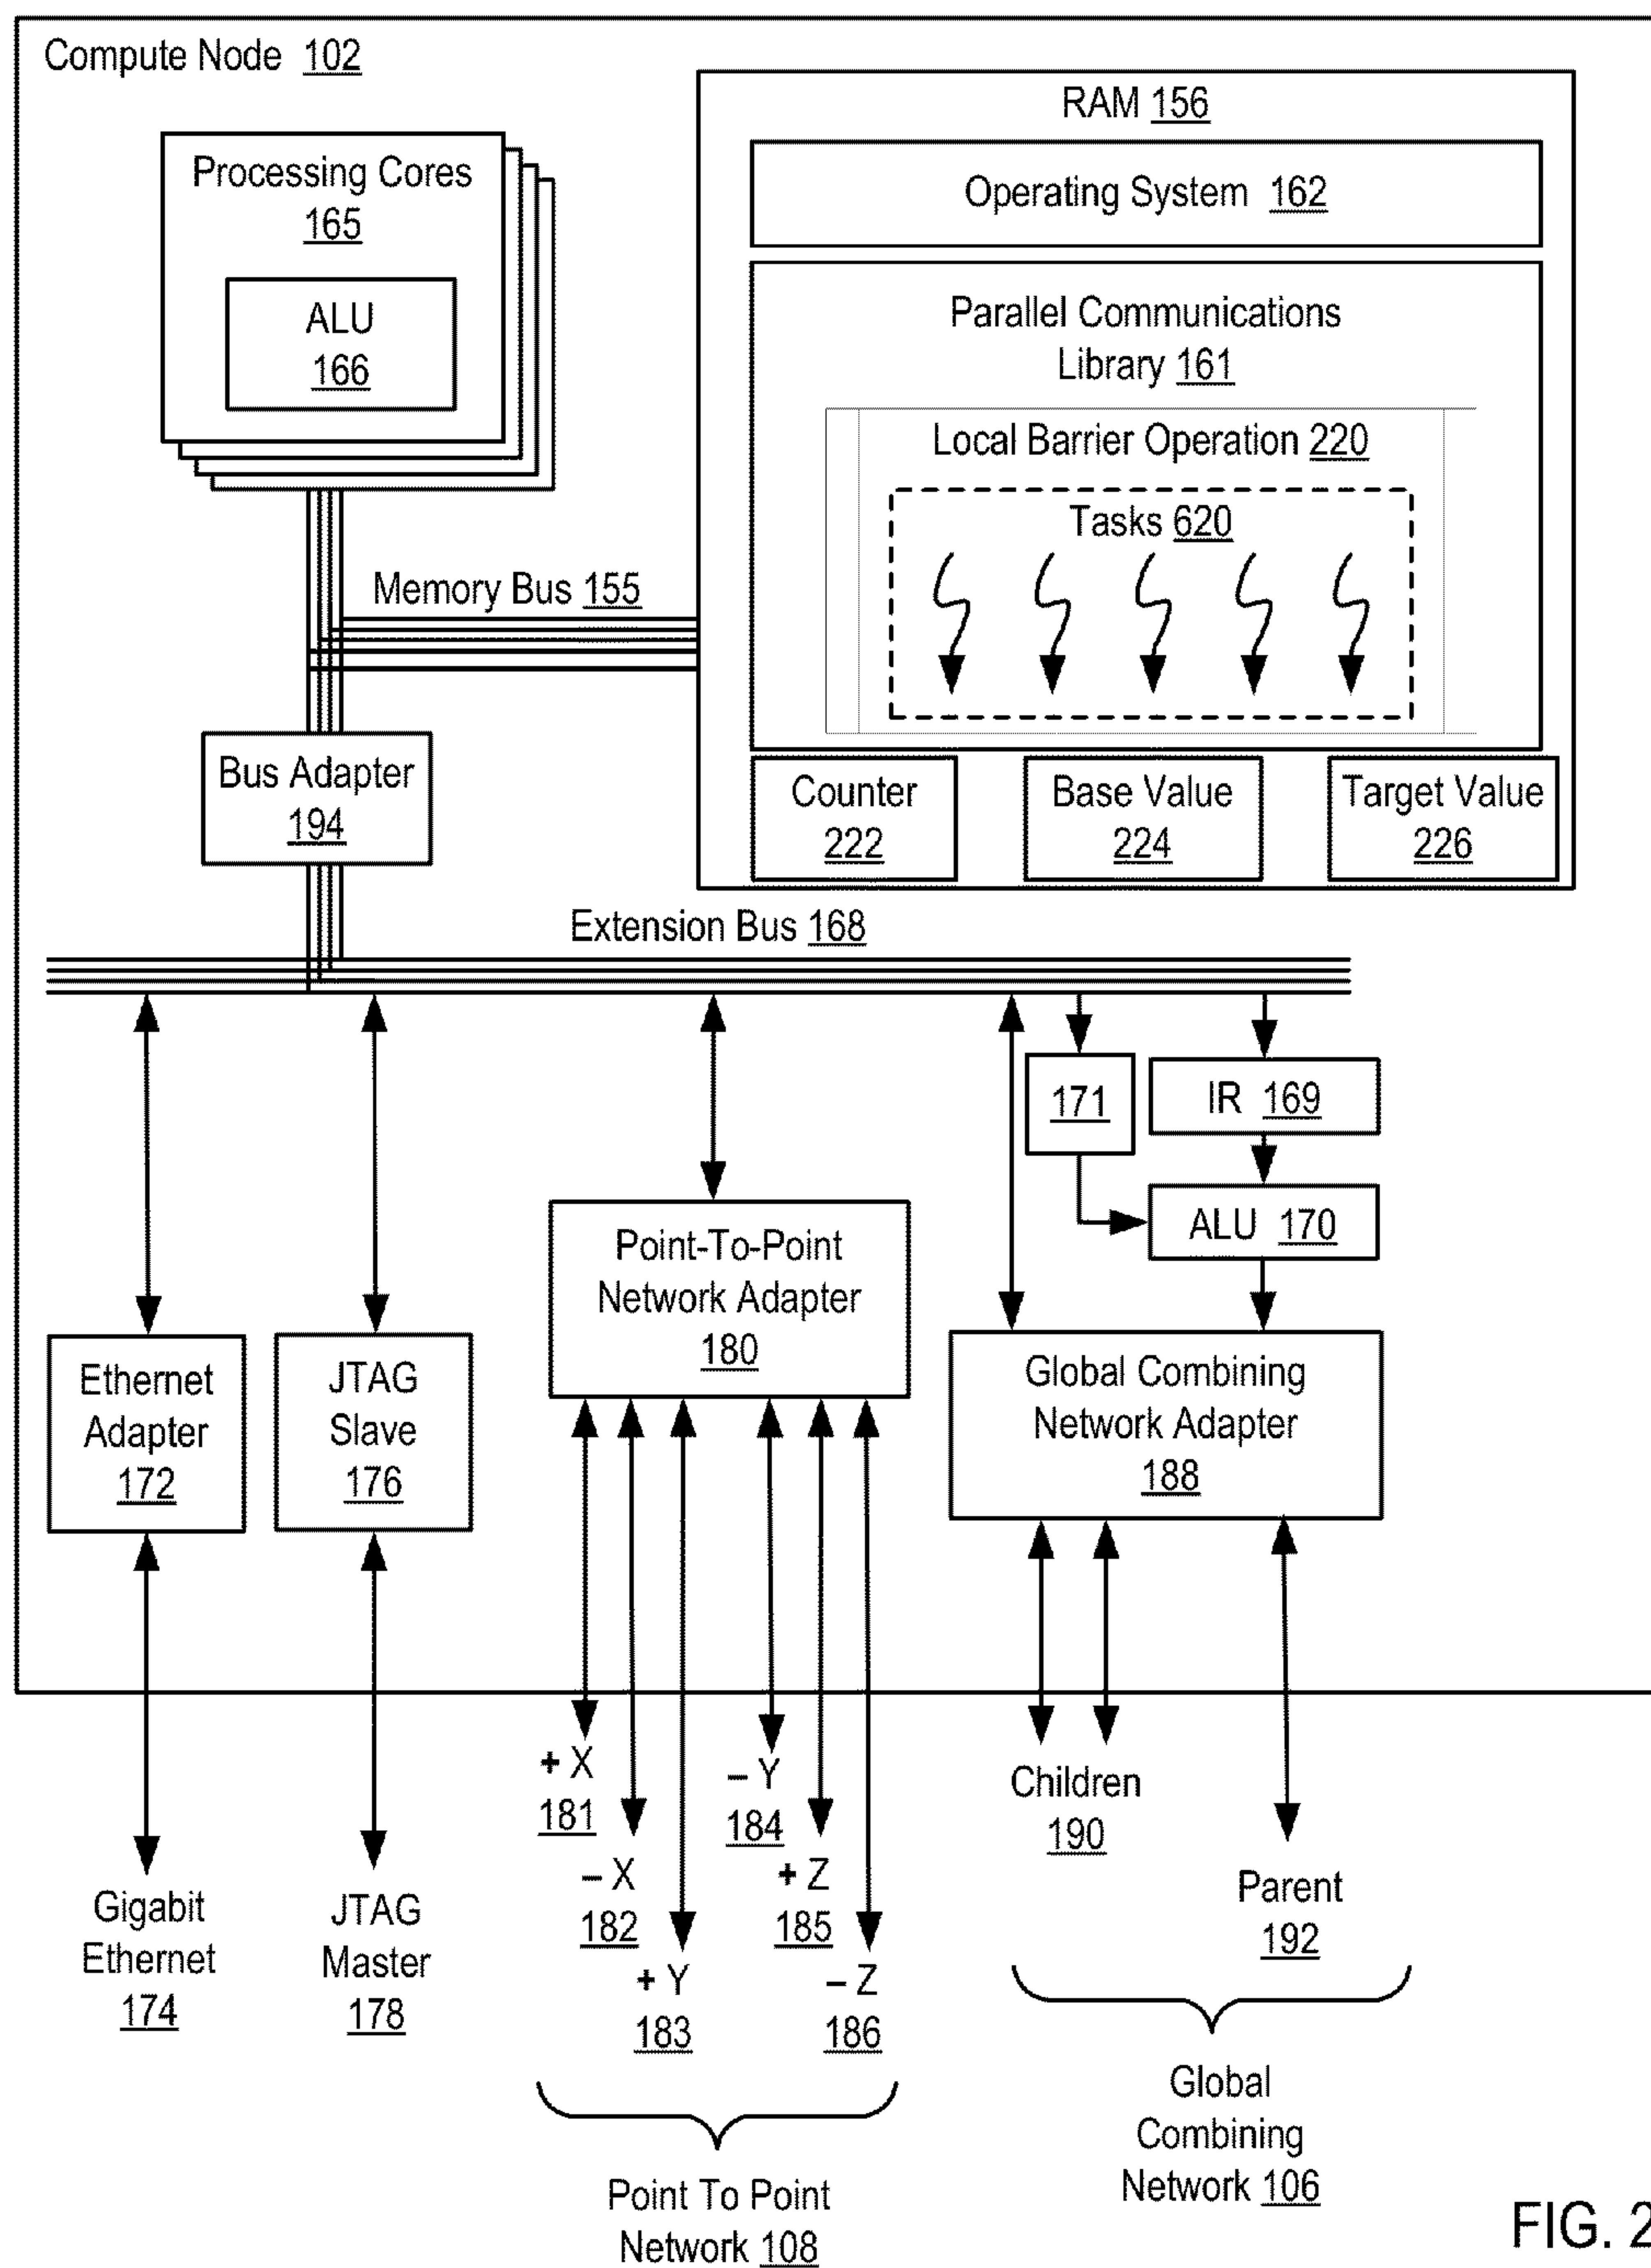 Compute Node 102
RAM 156
Processing Cores
165
ALU
166
Operating System 162
Parallel Communications
Library 161
Local Barrier Operation 220
Tasks 620
Memory Bus 155
Bus Adapter
194
Counter
222
Base Value
224
Target Value
226
Extension Bus 168
171
IR 169
ALU 170
Point-To-Point
Network Adapter
180
Ethernet
Adapter
172
JTAG
Slave
176
Global Combining
Network Adapter
188
+ X
181
– X
182
+ Y
183
– Y
184
+ Z
185
– Z
186
Children
190
Parent
192
Gigabit
Ethernet
174
JTAG
Master
178
Point To Point
Network 108
Global
Combining
Network 106
FIG. 2